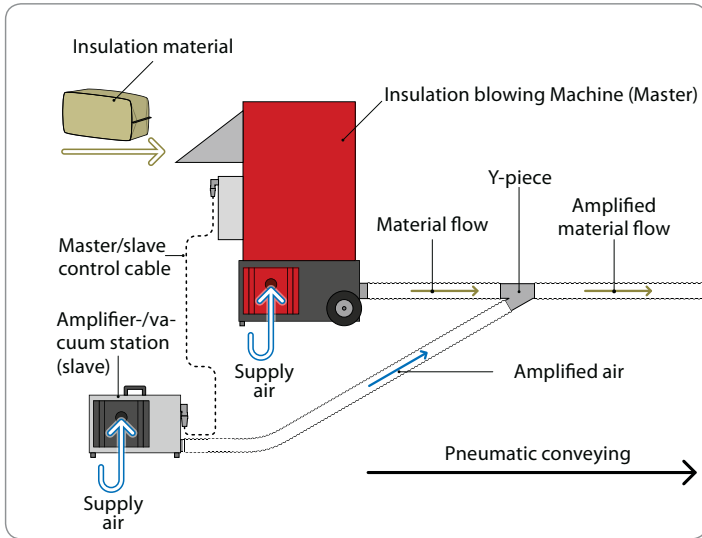 Insulation material
Insulation blowing Machine (Master)
Y-piece
Material flow
Amplified
material flow
Master/slave
control cable
Amplifier-/va-
cuum station
(slave)
Supply
air
Amplified air
Pneumatic conveying
Supply
air